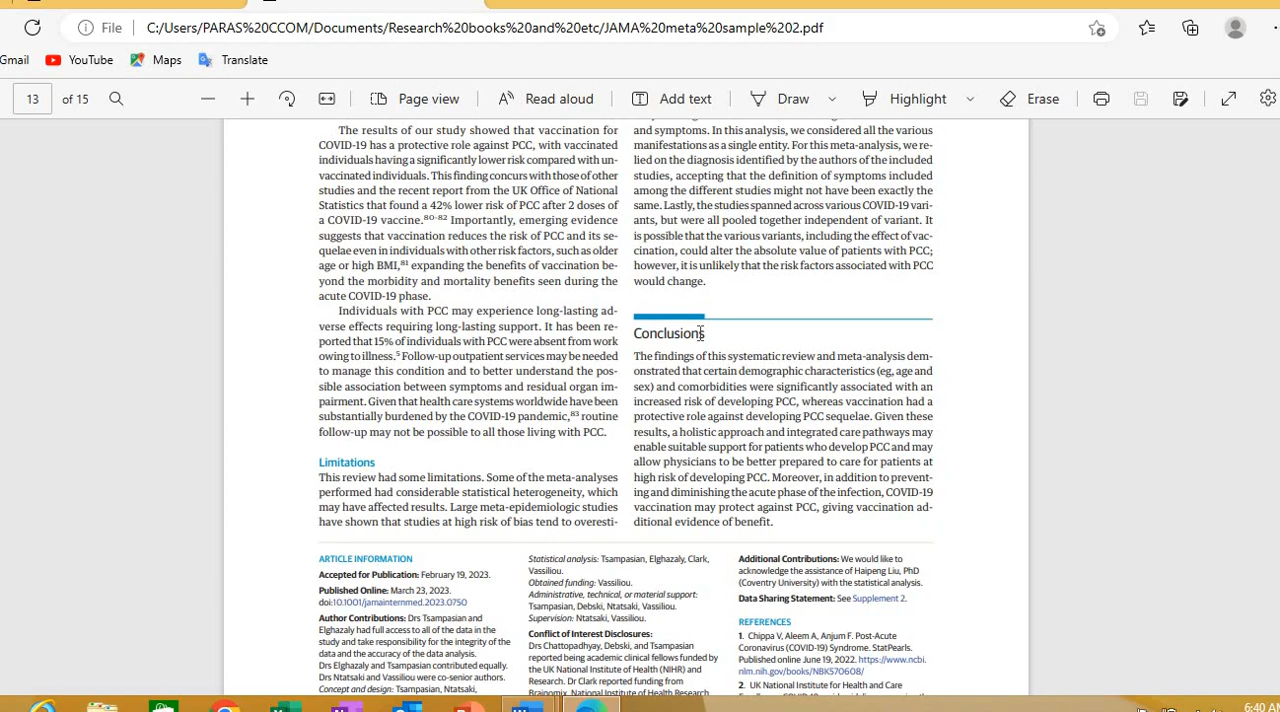 File
C:/Users/PARAS%20CCOM/Documents/Research%20books%20and%20etc/JAMA%20meta%20sample%202.pdf
Gmail
YouTube
Maps
Translate
13
of 15
Page view
Read aloud
Add text
Draw
Highlight
Erase
The results of our study showed that vaccination for
COVID-19 has a protective role against PCC, with vaccinated
individuals having a significantly lower risk compared with un-
vaccinated individuals. This finding concurs with those of other
studies and the recent report from the UK Office of National
Statistics that found a 42% lower risk of PCC after 2 doses of
a COVID-19 vaccine.80-82 Importantly, emerging evidence
suggests that vaccination reduces the risk of PCC and its se-
quelae even in individuals with other risk factors, such as older
age or high BMI,81 expanding the benefits of vaccination be-
yond the morbidity and mortality benefits seen during the
acute COVID-19 phase.
Individuals with PCC may experience long-lasting ad-
verse effects requiring long-lasting support. It has been re-
ported that 15% of individuals with PCC were absent from work
owing to illness.5 Follow-up outpatient services may be needed
to manage this condition and to better understand the pos-
sible association between symptoms and residual organ im-
pairment. Given that health care systems worldwide have been
substantially burdened by the COVID-19 pandemic,83 routine
follow-up may not be possible to all those living with PCC.
Limitations
This review had some limitations. Some of the meta-analyses
performed had considerable statistical heterogeneity, which
may have affected results. Large meta-epidemiologic studies
have shown that studies at high risk of bias tend to overesti-
and symptoms. In this analysis, we considered all the various
manifestations as a single entity. For this meta-analysis, we re-
lied on the diagnosis identified by the authors of the included
studies, accepting that the definition of symptoms included
among the different studies might not have been exactly the
same. Lastly, the studies spanned across various COVID-19 vari-
ants, but were all pooled together independent of variant. It
is possible that the various variants, including the effect of vac-
cination, could alter the absolute value of patients with PCC;
however, it is unlikely that the risk factors associated with PCC
would change.
Conclusions
The findings of this systematic review and meta-analysis dem-
onstrated that certain demographic characteristics (eg, age and
sex) and comorbidities were significantly associated with an
increased risk of developing PCC, whereas vaccination had a
protective role against developing PCC sequelae. Given these
results, a holistic approach and integrated care pathways may
enable suitable support for patients who develop PCC and may
allow physicians to be better prepared to care for patients at
high risk of developing PCC. Moreover, in addition to prevent-
ing and diminishing the acute phase of the infection, COVID-19
vaccination may protect against PCC, giving vaccination ad-
ditional evidence of benefit.
ARTICLE INFORMATION
Accepted for Publication: February 19, 2023.
Published Online: March 23, 2023.
doi:10.1001/jamainternmed.2023.0750
Author Contributions: Drs Tsampasian and
Elghazaly had full access to all of the data in the
study and take responsibility for the integrity of the
data and the accuracy of the data analysis.
Drs Elghazaly and Tsampasian contributed equally.
Drs Ntatsaki and Vassiliou were co-senior authors.
Concept and design: Tsampasian, Ntatsaki,
Statistical analysis: Tsampasian, Elghazaly, Clark,
Vassiliou.
Obtained funding: Vassiliou.
Administrative, technical, or material support:
Tsampasian, Debski, Ntatsaki, Vassiliou.
Supervision: Ntatsaki, Vassiliou.
Conflict of Interest Disclosures:
Drs Chattopadhyay, Debski, and Tsampasian
reported being academic clinical fellows funded by
the UK National Institute of Health (NIHR) and
Research. Dr Clark reported funding from
Brainomix, National Institute of Health Research
Additional Contributions: We would like to
acknowledge the assistance of Haipeng Liu, PhD
(Coventry University) with the statistical analysis.
Data Sharing Statement: See Supplement 2.
REFERENCES
1. Chippa V, Aleem A, Anjum F. Post-Acute
Coronavirus (COVID-19) Syndrome. StatPearls.
Published online June 19, 2022. https://www.ncbi.
nlm.nih.gov/books/NBK570608/
2. UK National Institute for Health and Care
6:40 AM